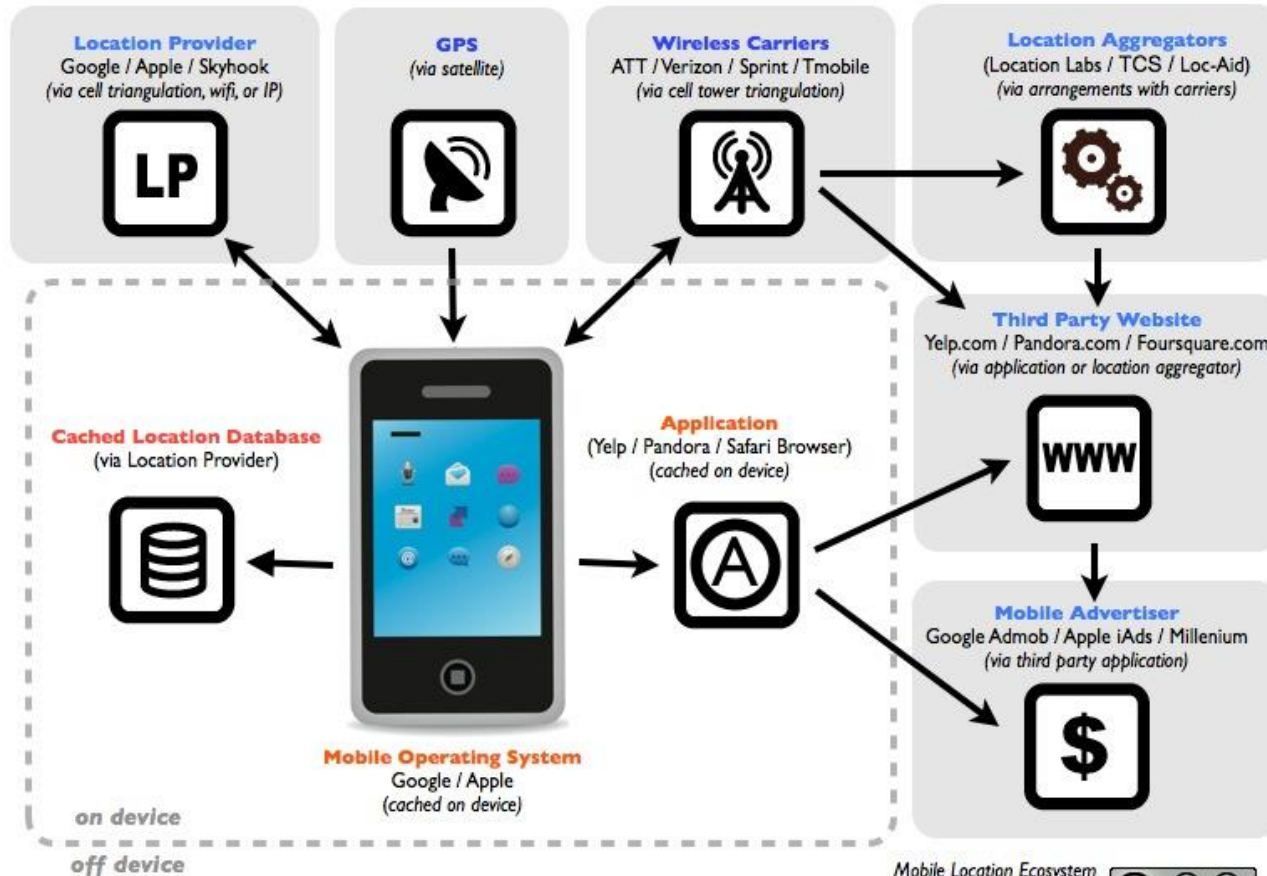 Location Provider
Google / Apple / Skyhook
(via cell triangulation, wifi, or IP)
LP
GPS
(via satellite)
Wireless Carriers
ATT / Verizon / Sprint / Tmobile
(via cell tower triangulation)
Location Aggregators
(Location Labs / TCS / Loc-Aid)
(via arrangements with carriers)
Third Party Website
Yelp.com / Pandora.com / Foursquare.com
(via application or location aggregator)
WWW
Cached Location Database
(via Location Provider)
Application
(Yelp / Pandora / Safari Browser)
(cached on device)
A
Mobile Advertiser
Google Admob / Apple iAds / Millenium
(via third party application)
$
Mobile Operating System
Google / Apple
(cached on device)
on device
off device
Mobile Location Ecosystem